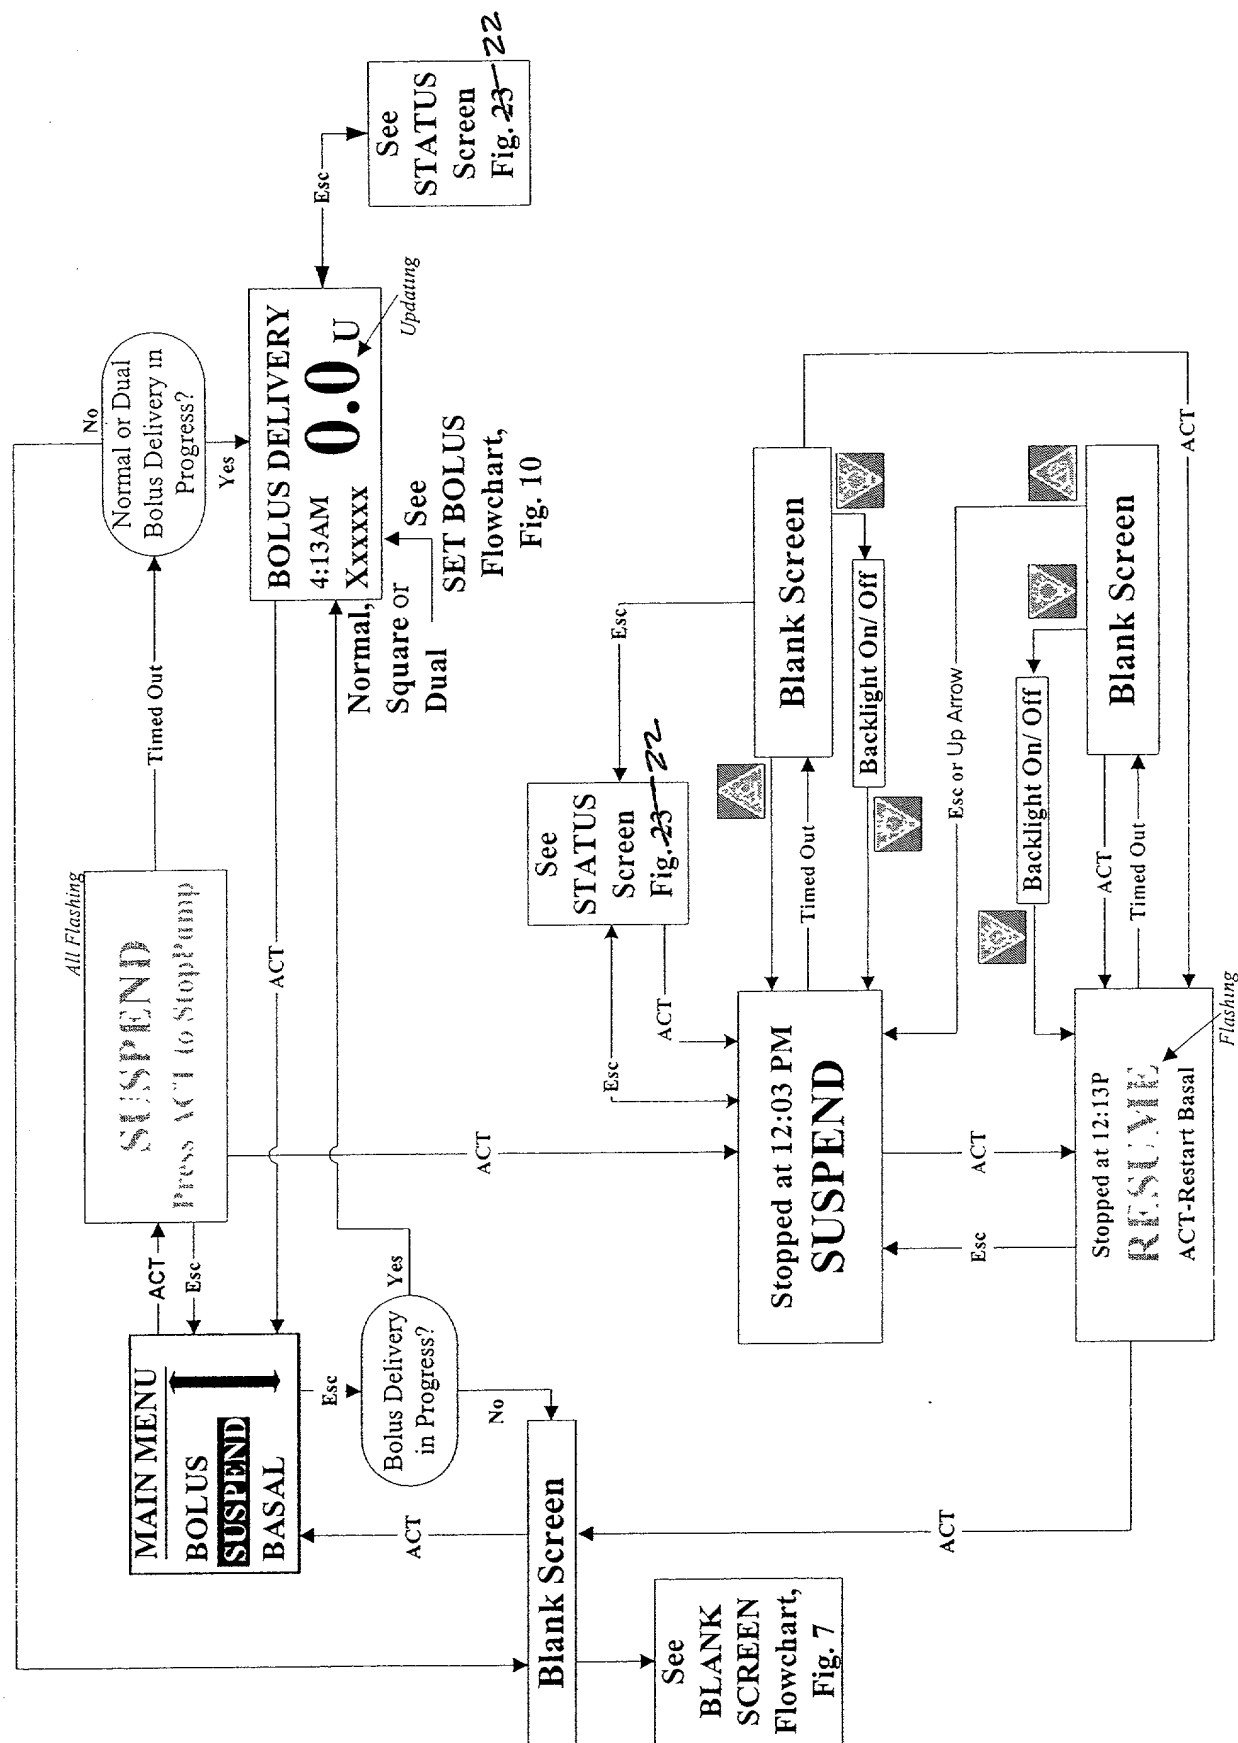 MAIN MENU
BOLUS
SUSPEND
BASAL
ACT
Esc
All Flashing
SUSPEND
Press ACT to Stop Pump
Timed Out
Normal or Dual
Bolus Delivery in
Progress?
No
Yes
BOLUS DELIVERY
4:13AM
0.0 U
Xxxxxx
Updating
Esc
See
STATUS
Screen
Fig. 23 22
Normal,
Square or
Dual
See
SET BOLUS
Flowchart,
Fig. 10
ACT
Esc
Bolus Delivery
in Progress?
Yes
No
ACT
Blank Screen
See
BLANK
SCREEN
Flowchart,
Fig. 7
ACT
Stopped at 12:03 PM
SUSPEND
Esc
ACT
See
STATUS
Screen
Fig. 23 22
Esc
Timed Out
Blank Screen
Backlight On/ Off
Esc or Up Arrow
ACT
Esc
ACT
Stopped at 12:13P
RESUME
ACT-Restart Basal
Flashing
Backlight On/ Off
ACT
Timed Out
Blank Screen
ACT